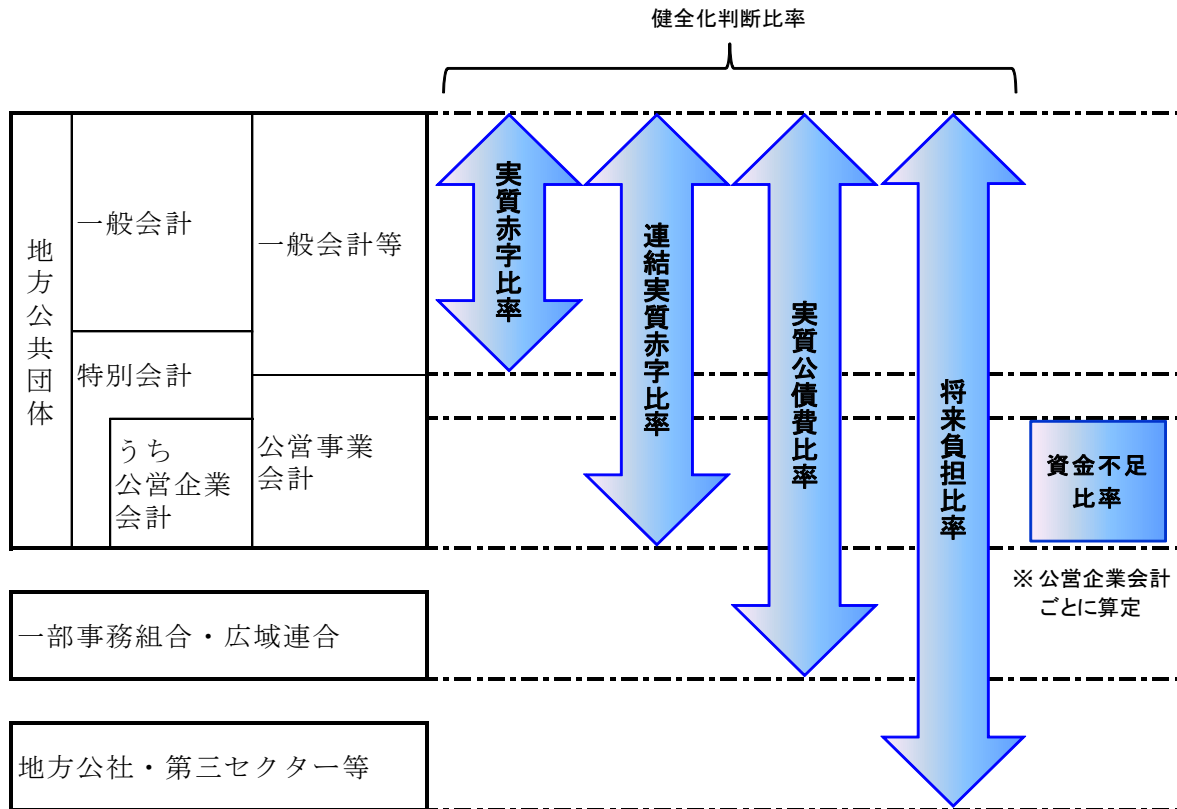 健全化判断比率
地方公共団体
一般会計
特別会計
うち
公営企業
会計
一般会計等
公営事業
会計
実質赤字比率
連結実質赤字比率
実質公債費比率
将来負担比率
資金不足
比率
※公営企業会計
ごとに算定
一部事務組合・広域連合
地方公社・第三セクター等